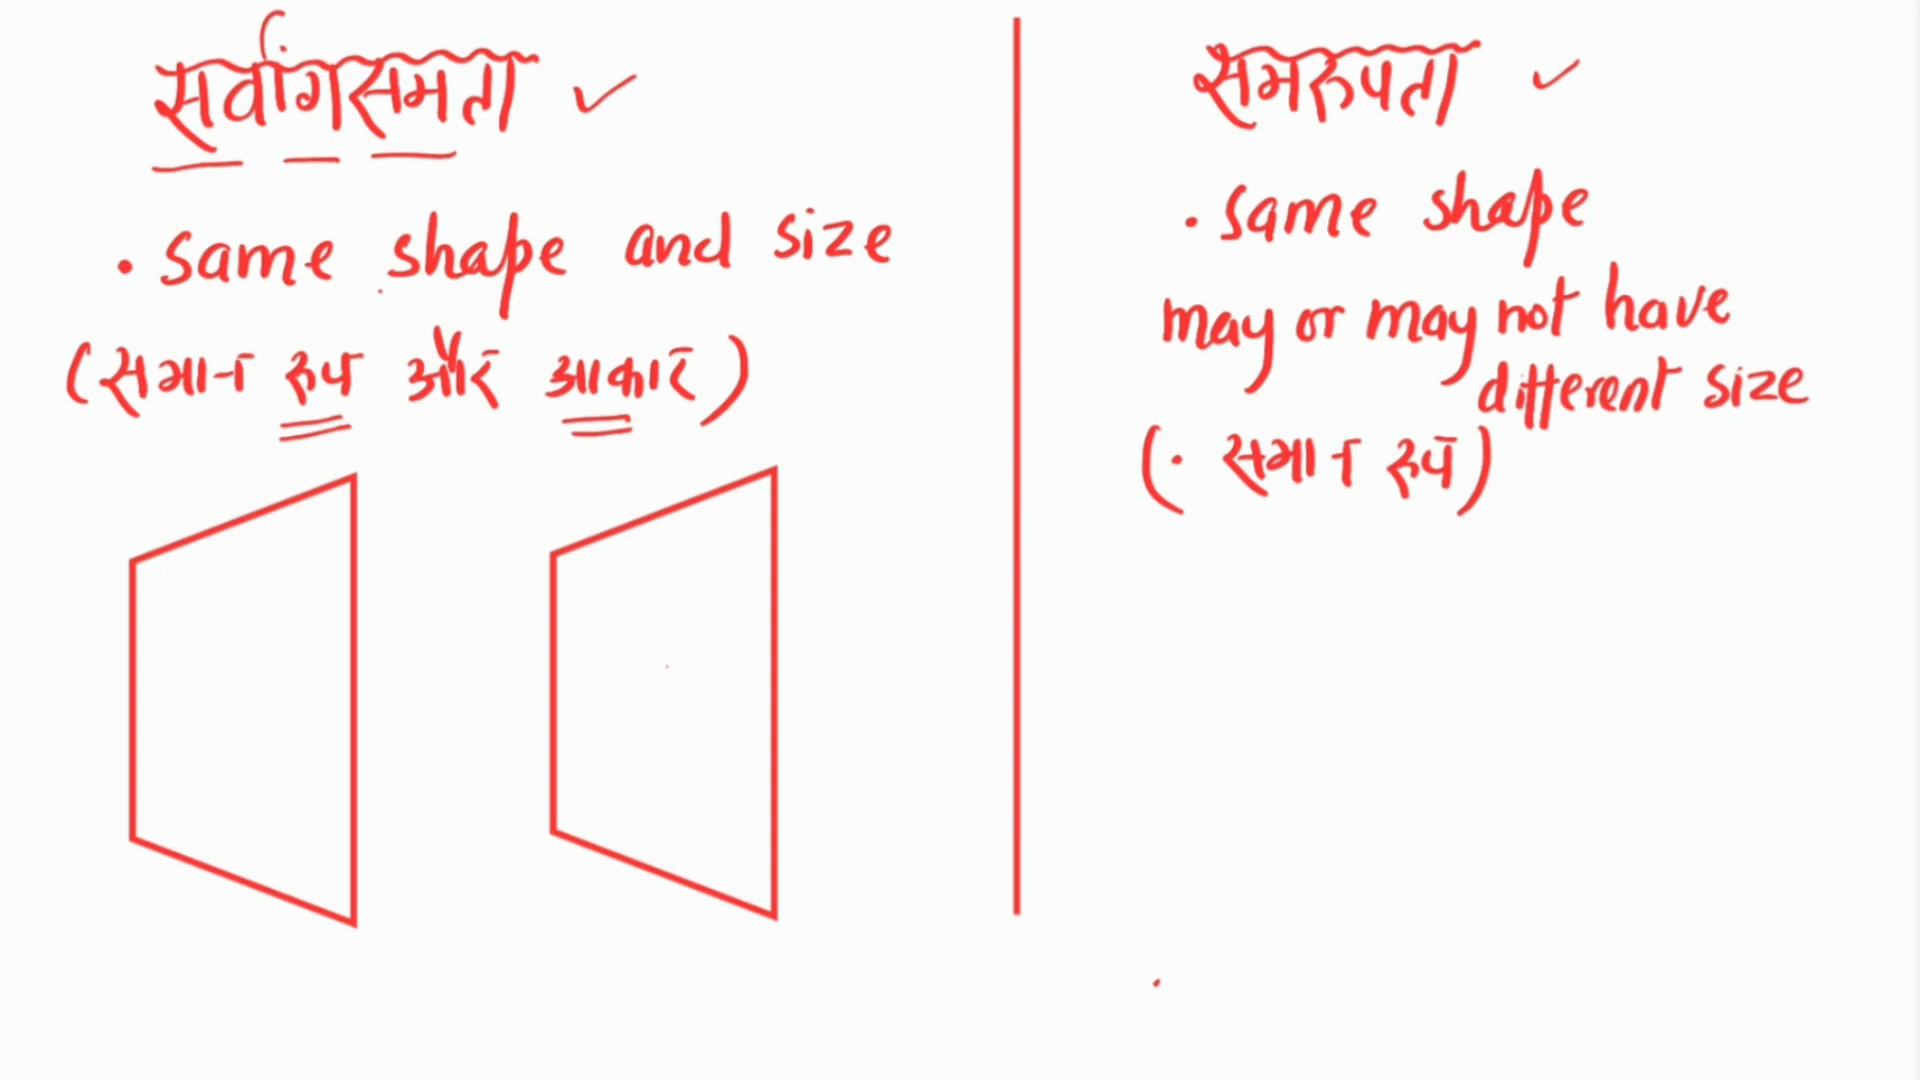 सर्वांगसमता
• same shape and size
(समान रूप और आकार)
समरूपता
• same shape
may or may not have
different size
(• समान रूप)